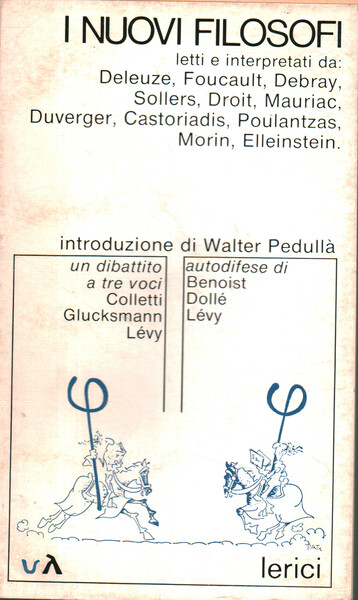 I NUOVI FILOSOFI
letti e interpretati da:
Deleuze, Foucault, Debray,
Sollers, Droit, Mauriac,
Duverger, Castoriadis, Poulantzas,
Morin, Elleinstein.
introduzione di Walter Pedullà
un dibattito
a tre voci
Colletti
Glucksmann
Lévy
autodifese di
Benoist
Dollé
Lévy
φ
φ
lerici